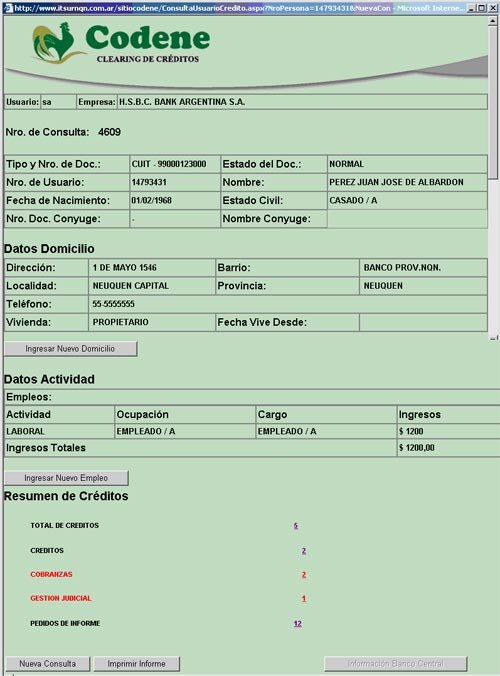 http://www.itsurnqn.com.ar/sitiocodene/ConsultaUsuarioCredito.aspx?NroPersona=14793431&NuevaCon - Microsoft Interne...
Codene
CLEARING DE CRÉDITOS
Usuario: sa Empresa: H.S.B.C. BANK ARGENTINA S.A.
Nro. de Consulta: 4609
Tipo y Nro. de Doc.: CUIT - 99000123000 Estado del Doc.: NORMAL
Nro. de Usuario: 14793431 Nombre: PEREZ JUAN JOSE DE ALBARDON
Fecha de Nacimiento: 01/02/1968 Estado Civil: CASADO / A
Nro. Doc. Conyuge: - Nombre Conyuge:
Datos Domicilio
Dirección: 1 DE MAYO 1546 Barrio: BANCO PROV.NQN.
Localidad: NEUQUEN CAPITAL Provincia: NEUQUEN
Teléfono: 55-5555555
Vivienda: PROPIETARIO Fecha Vive Desde:
Ingresar Nuevo Domicilio
Datos Actividad
Empleos:
Actividad Ocupación Cargo Ingresos
LABORAL EMPLEADO / A EMPLEADO / A $ 1200
Ingresos Totales $ 1200,00
Ingresar Nuevo Empleo
Resumen de Créditos
TOTAL DE CREDITOS 5
CREDITOS 2
COBRANZAS 2
GESTION JUDICIAL 1
PEDIDOS DE INFORME 12
Nueva Consulta Imprimir Informe Información Banco Central